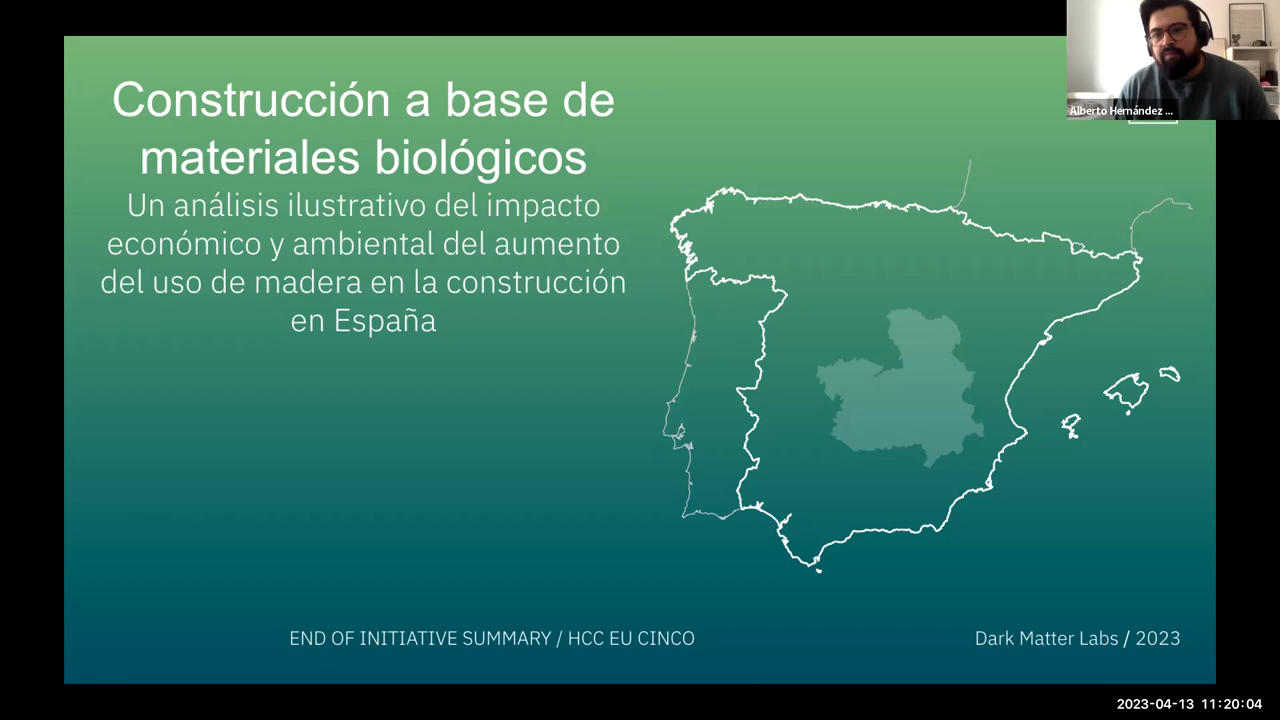 Construcción a base de
materiales biológicos
Un análisis ilustrativo del impacto
económico y ambiental del aumento
del uso de madera en la construcción
en España
Alberto Hernández ...
END OF INITIATIVE SUMMARY / HCC EU CINCO
Dark Matter Labs / 2023
2023-04-13 11:20:04